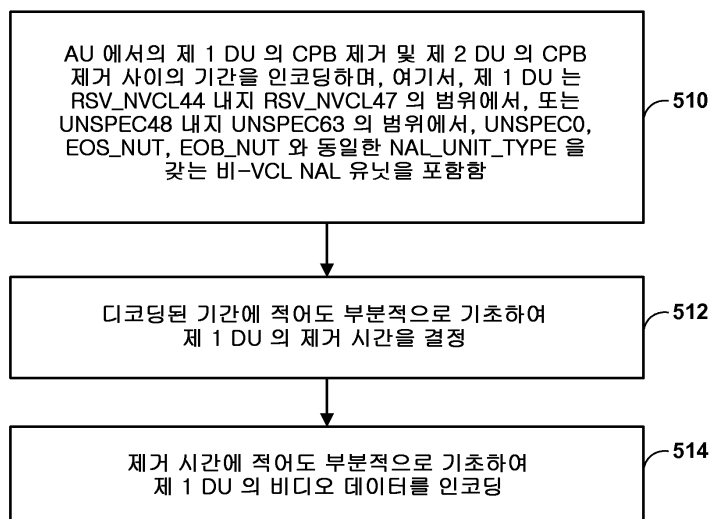 AU 에서의 제 1 DU 의 CPB 제거 및 제 2 DU 의 CPB
제거 사이의 기간을 인코딩하며, 여기서, 제 1 DU 는
RSV_NVCL44 내지 RSV_NVCL47 의 범위에서, 또는
UNSPEC48 내지 UNSPEC63 의 범위에서, UNSPEC0,
EOS_NUT, EOB_NUT 와 동일한 NAL_UNIT_TYPE 을
갖는 비-VCL NAL 유닛을 포함함
510
디코딩된 기간에 적어도 부분적으로 기초하여
제 1 DU 의 제거 시간을 결정
512
제거 시간에 적어도 부분적으로 기초하여
제 1 DU 의 비디오 데이터를 인코딩
514